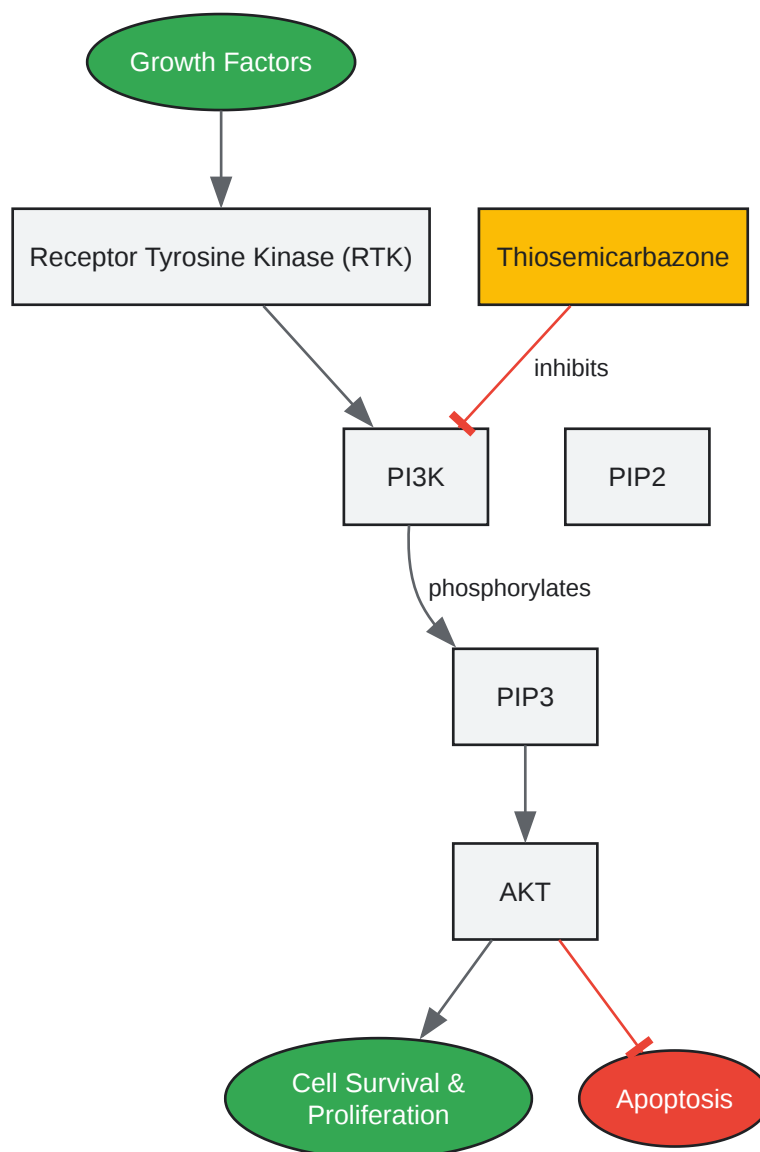 Growth Factors
Receptor Tyrosine Kinase (RTK)
Thiosemicarbazone
inhibits
PI3K
PIP2
phosphorylates
PIP3
AKT
Cell Survival &
Proliferation
Apoptosis